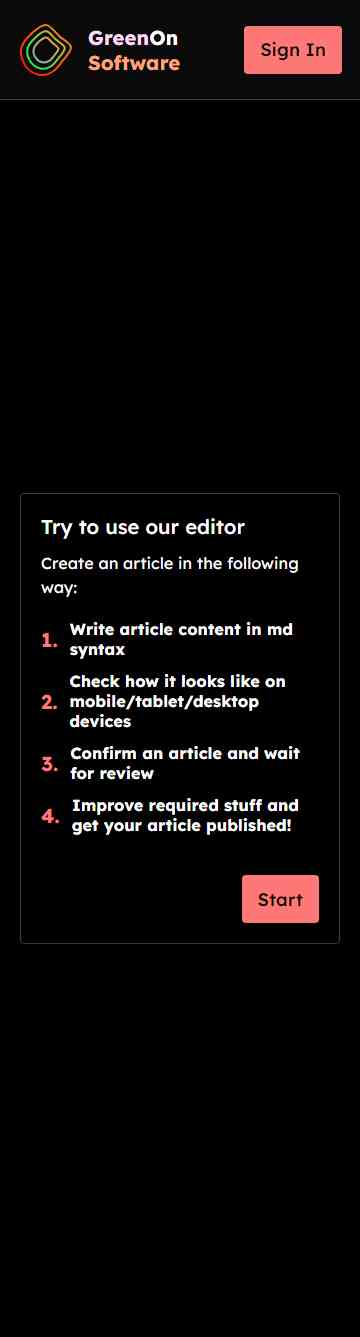 GreenOn
Software
Sign In
Try to use our editor
Create an article in the following
way:
1. Write article content in md
syntax
2. Check how it looks like on
mobile/tablet/desktop
devices
3. Confirm an article and wait
for review
4. Improve required stuff and
get your article published!
Start